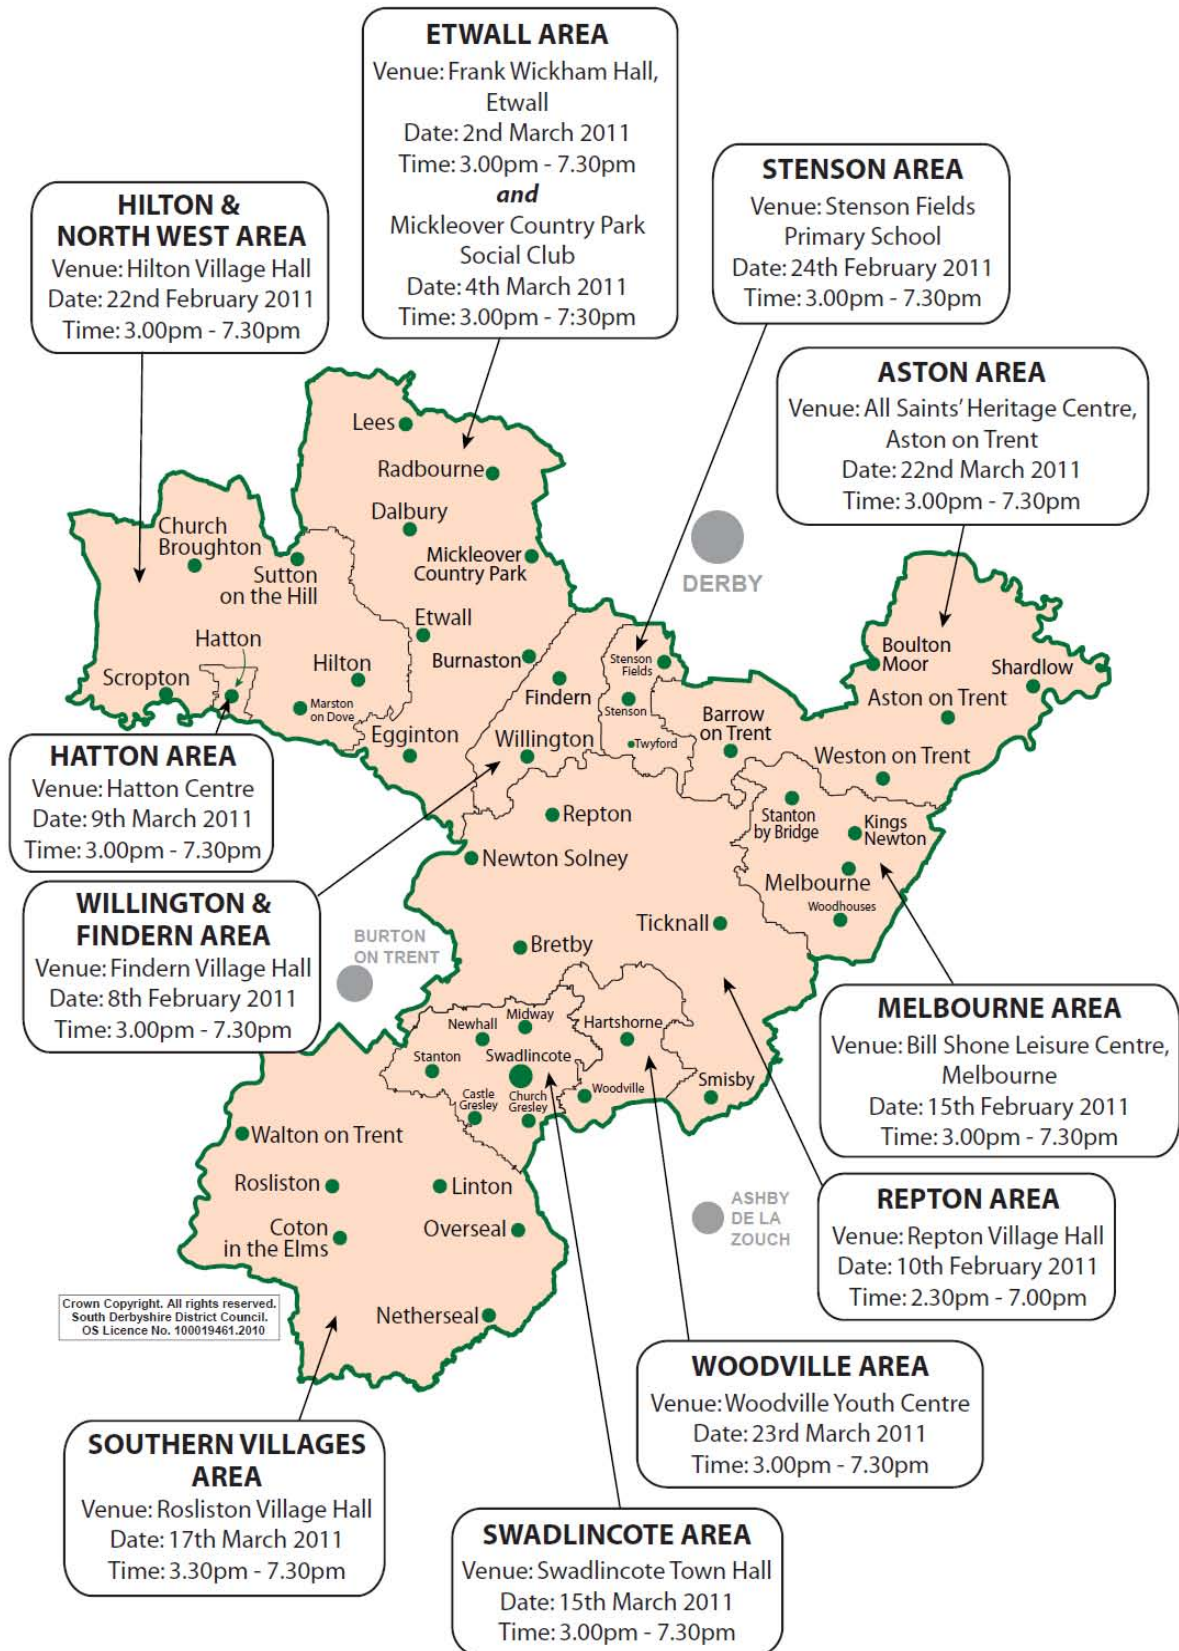 ETWALL AREA
Venue: Frank Wickham Hall,
Etwall
Date: 2nd March 2011
Time: 3.00pm - 7.30pm
and
Mickleover Country Park
Social Club
Date: 4th March 2011
Time: 3.00pm - 7:30pm
STENSON AREA
Venue: Stenson Fields
Primary School
Date: 24th February 2011
Time: 3.00pm - 7.30pm
HILTON &
NORTH WEST AREA
Venue: Hilton Village Hall
Date: 22nd February 2011
Time: 3.00pm - 7.30pm
ASTON AREA
Venue: All Saints' Heritage Centre,
Aston on Trent
Date: 22nd March 2011
Time: 3.00pm - 7.30pm
Lees
Radbourne
Dalbury
Church
Broughton
Mickleover
Country Park
Sutton
on the Hill
DERBY
Etwall
Hatton
Burnaston
Hilton
Scropton
Marston
on Dove
Findern
Stenson
Fields
Stenson
Twyford
Boulton
Moor
Shardlow
Aston on Trent
Barrow
on Trent
Egginton
Willington
Weston on Trent
HATTON AREA
Venue: Hatton Centre
Date: 9th March 2011
Time: 3.00pm - 7.30pm
Repton
Stanton
by Bridge
Kings
Newton
Newton Solney
Melbourne
Woodhouses
WILLINGTON &
FINDERN AREA
Venue: Findern Village Hall
Date: 8th February 2011
Time: 3.00pm - 7.30pm
BURTON
ON TRENT
Ticknall
Bretby
MELBOURNE AREA
Venue: Bill Shone Leisure Centre,
Melbourne
Date: 15th February 2011
Time: 3.00pm - 7.30pm
Midway
Newhall
Hartshorne
Stanton
Swadlincote
Castle
Gresley
Church
Gresley
Woodville
Smisby
Walton on Trent
Rosliston
Linton
Coton
in the Elms
Overseal
ASHBY
DE LA
ZOUCH
REPTON AREA
Venue: Repton Village Hall
Date: 10th February 2011
Time: 2.30pm - 7.00pm
Crown Copyright. All rights reserved.
South Derbyshire District Council.
OS Licence No. 100019461.2010
Netherseal
WOODVILLE AREA
Venue: Woodville Youth Centre
Date: 23rd March 2011
Time: 3.00pm - 7.30pm
SOUTHERN VILLAGES
AREA
Venue: Rosliston Village Hall
Date: 17th March 2011
Time: 3.30pm - 7.30pm
SWADLINCOTE AREA
Venue: Swadlincote Town Hall
Date: 15th March 2011
Time: 3.00pm - 7.30pm